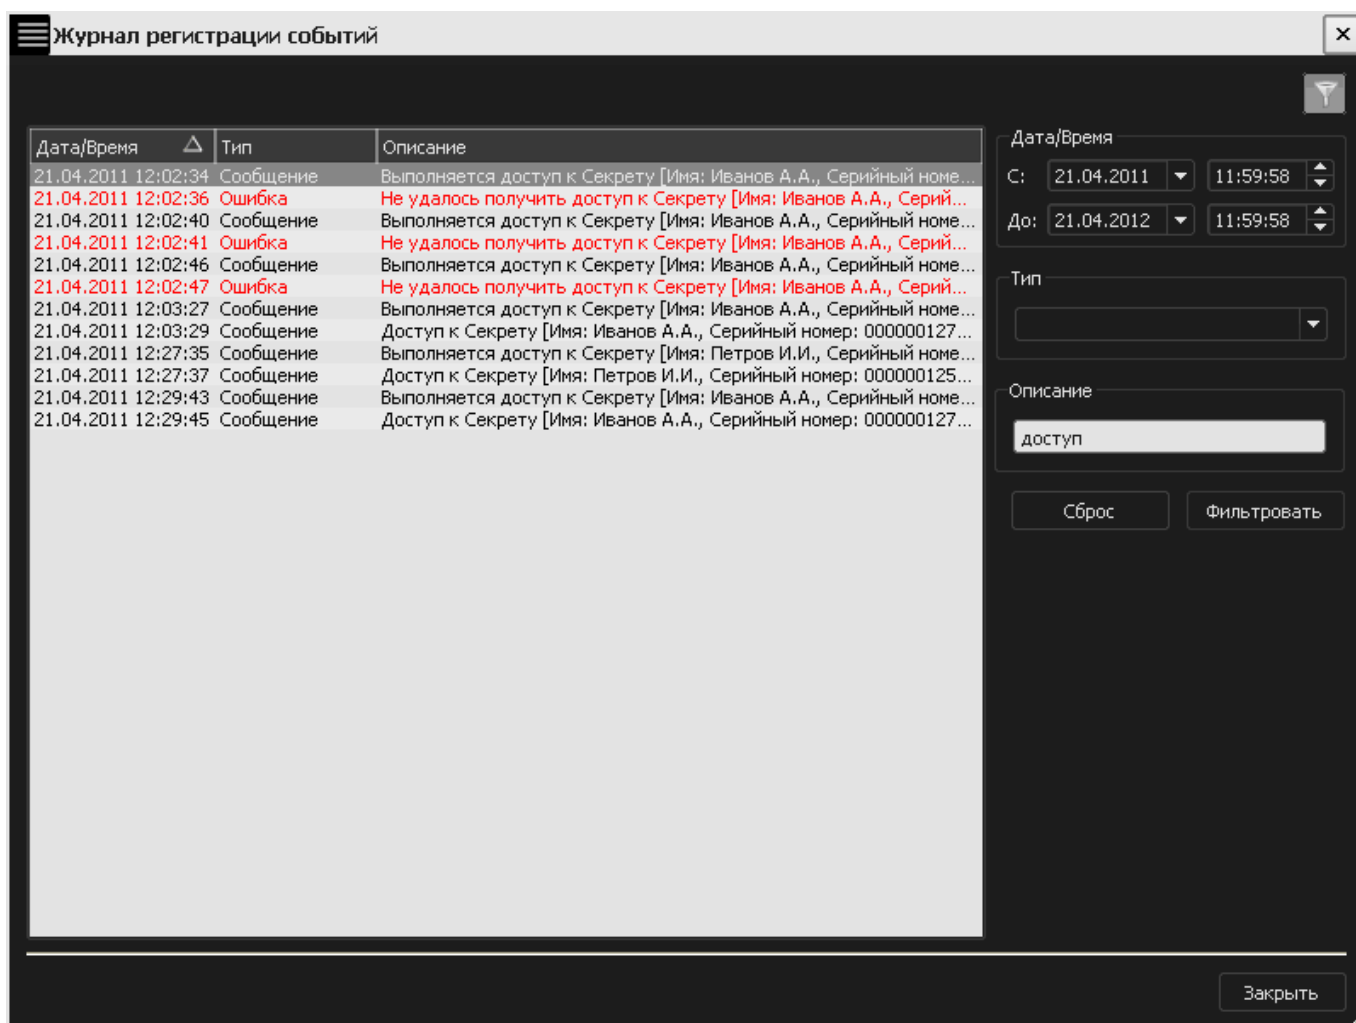 Журнал регистрации событий
Дата/Время Тип Описание
21.04.2011 12:02:34 Сообщение Выполняется доступ к Секрету [Имя: Иванов А.А., Серийный номе...
21.04.2011 12:02:36 Ошибка Не удалось получить доступ к Секрету [Имя: Иванов А.А., Серий...
21.04.2011 12:02:40 Сообщение Выполняется доступ к Секрету [Имя: Иванов А.А., Серийный номе...
21.04.2011 12:02:41 Ошибка Не удалось получить доступ к Секрету [Имя: Иванов А.А., Серий...
21.04.2011 12:02:46 Сообщение Выполняется доступ к Секрету [Имя: Иванов А.А., Серийный номе...
21.04.2011 12:02:47 Ошибка Не удалось получить доступ к Секрету [Имя: Иванов А.А., Серий...
21.04.2011 12:03:27 Сообщение Выполняется доступ к Секрету [Имя: Иванов А.А., Серийный номе...
21.04.2011 12:03:29 Сообщение Доступ к Секрету [Имя: Иванов А.А., Серийный номер: 000000127...
21.04.2011 12:27:35 Сообщение Выполняется доступ к Секрету [Имя: Петров И.И., Серийный номе...
21.04.2011 12:27:37 Сообщение Доступ к Секрету [Имя: Петров И.И., Серийный номер: 000000125...
21.04.2011 12:29:43 Сообщение Выполняется доступ к Секрету [Имя: Иванов А.А., Серийный номе...
21.04.2011 12:29:45 Сообщение Доступ к Секрету [Имя: Иванов А.А., Серийный номер: 000000127...
Дата/Время
С: 21.04.2011 11:59:58
До: 21.04.2012 11:59:58
Тип
Описание
доступ
Сброс Фильтровать
Закрыть